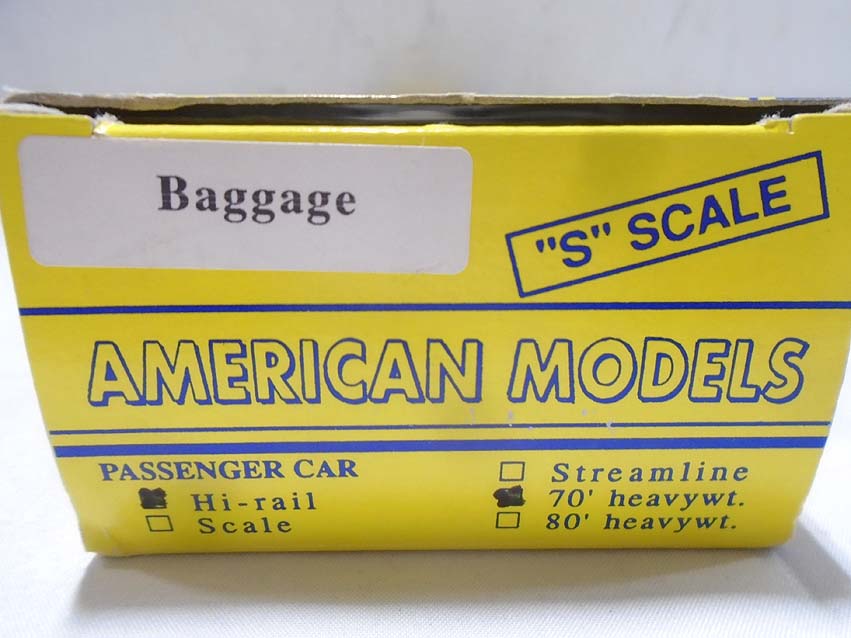 Baggage
"S" SCALE
AMERICAN MODELS
PASSENGER CAR
Hi-rail
Scale
Streamline
70' heavywt.
80' heavywt.